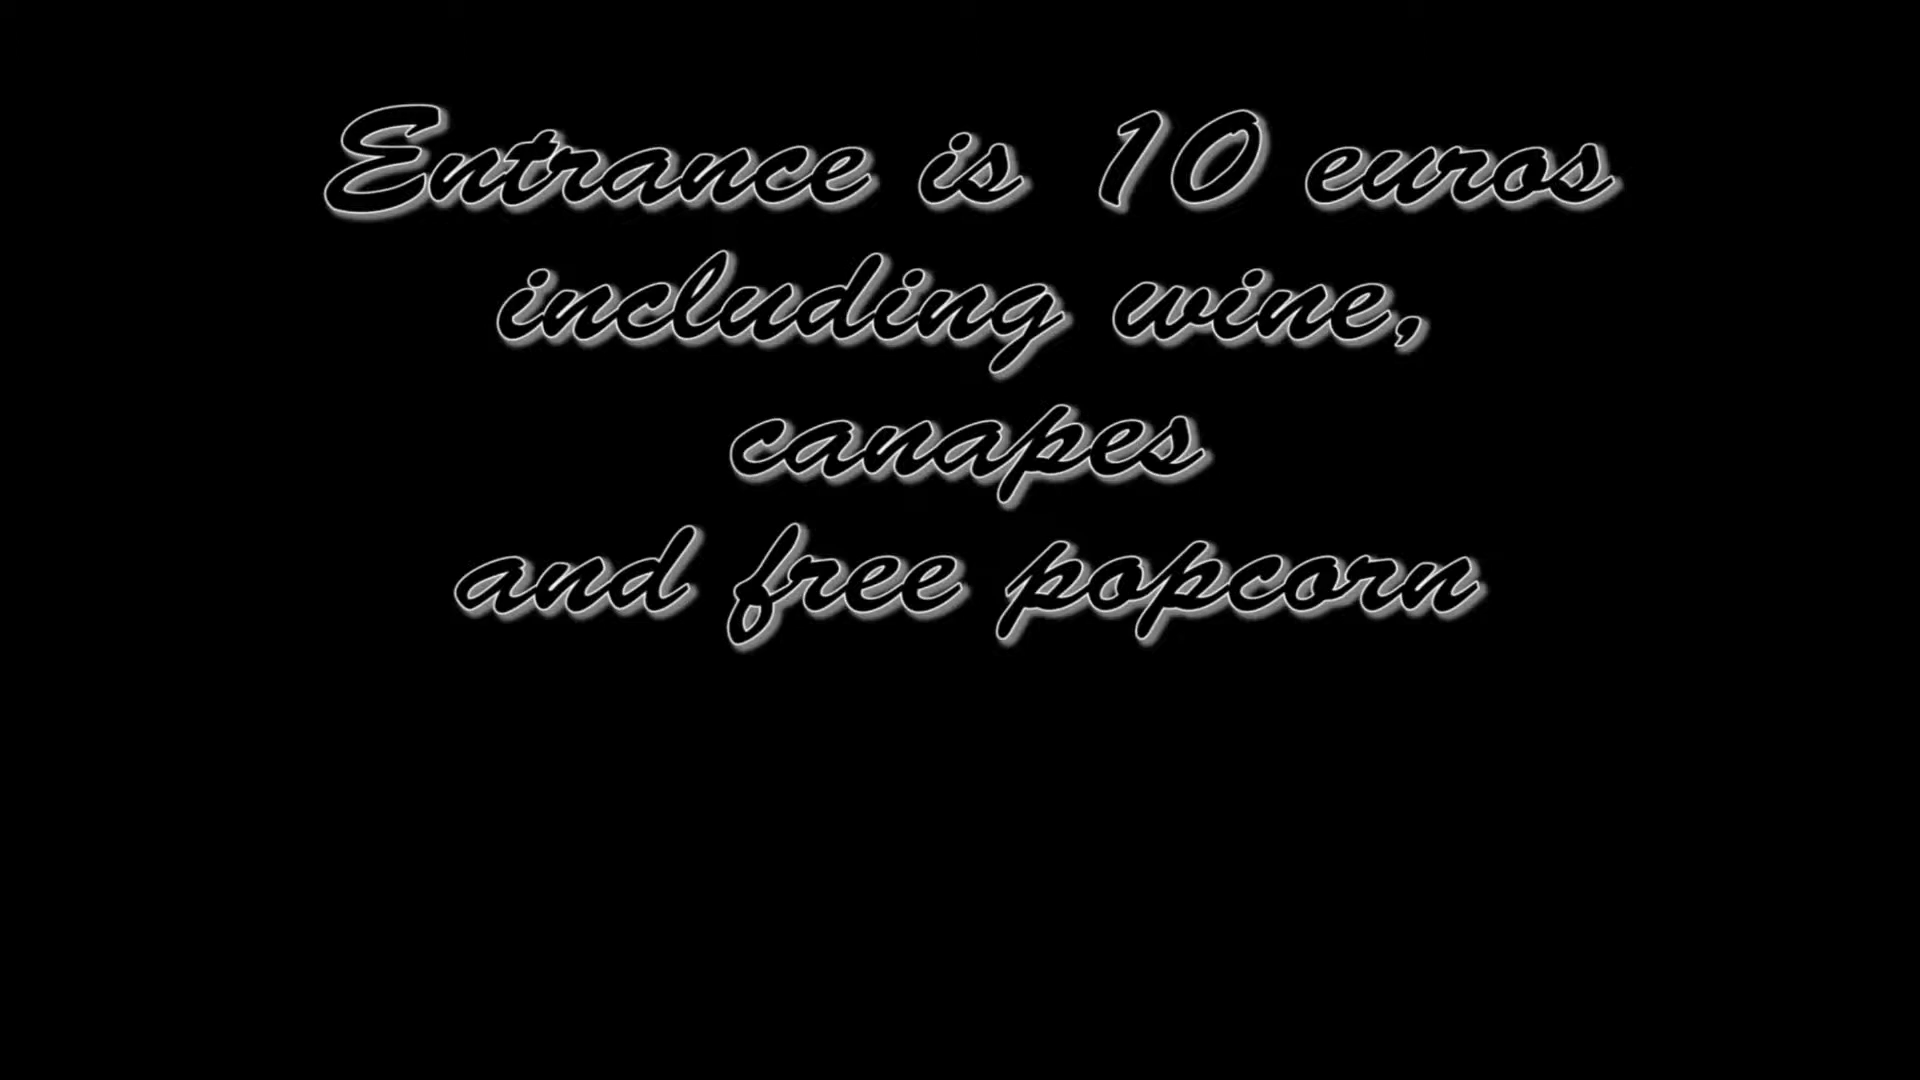 Entrance is 10 euros
including wine,
canapes
and free popcorn